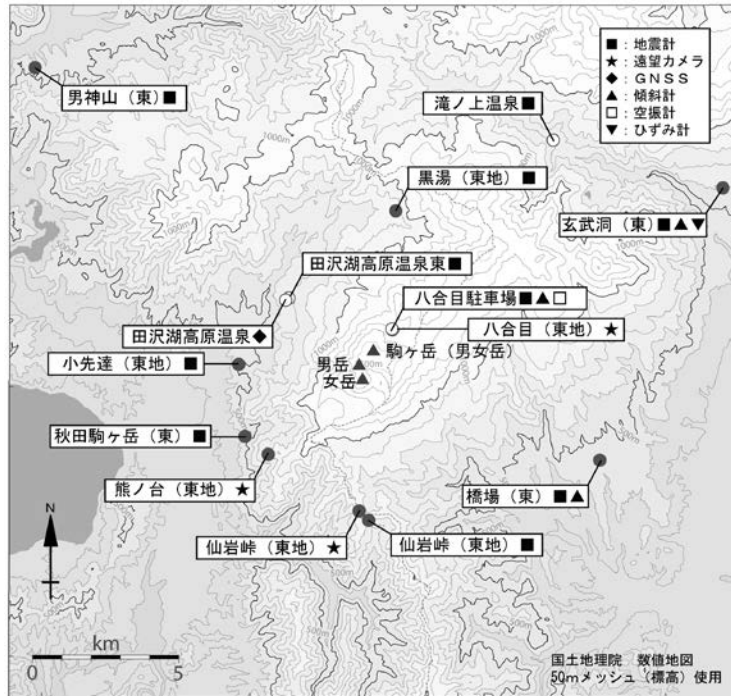 ■：地震計
★：遠望カメラ
◆：ＧＮＳＳ
▲：傾斜計
□：空振計
▼：ひずみ計
1000m
男神山（東）■
滝ノ上温泉■
1000m
黒湯（東地）■
玄武洞（東）■▲▼
1000m
田沢湖高原温泉東■
八合目駐車場■▲□
八合目（東地）★
田沢湖高原温泉◆
駒ヶ岳（男女岳）
小先達（東地）■
男岳
女岳
秋田駒ヶ岳（東）■
500m
熊ノ台（東地）★
橋場（東）■▲
N
仙岩峠（東地）★
仙岩峠（東地）■
km
0
5
国土地理院　数値地図
50mメッシュ（標高）使用